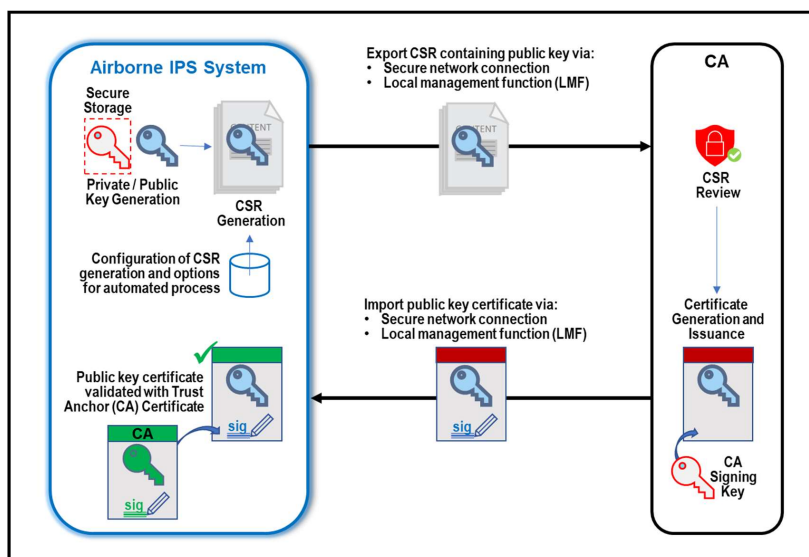 Airborne IPS System
Secure
Storage
Private / Public
Key Generation
CONTENT
CSR
Generation
Configuration of CSR
generation and options
for automated process
Public key certificate
validated with Trust
Anchor (CA) Certificate
CA
sig
sig
Export CSR containing public key via:
• Secure network connection
• Local management function (LMF)
CONTENT
Import public key certificate via:
• Secure network connection
• Local management function (LMF)
sig
CA
CSR
Review
Certificate
Generation and
Issuance
CA
Signing
Key